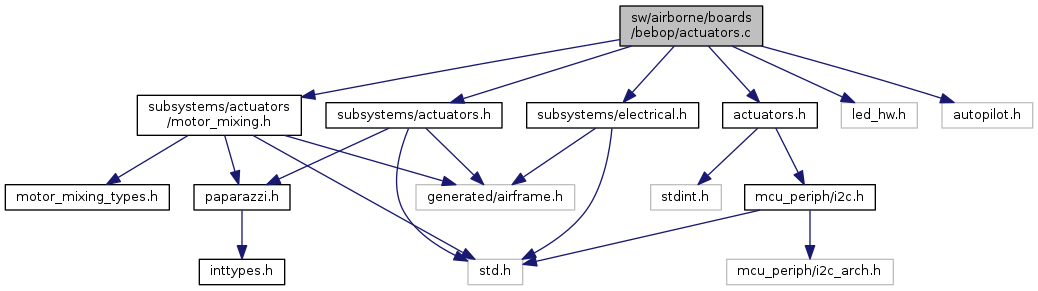 sw/airborne/boards
/bebop/actuators.c
subsystems/actuators
/motor_mixing.h
subsystems/actuators.h
subsystems/electrical.h
actuators.h
led_hw.h
autopilot.h
motor_mixing_types.h
paparazzi.h
generated/airframe.h
stdint.h
mcu_periph/i2c.h
inttypes.h
std.h
mcu_periph/i2c_arch.h